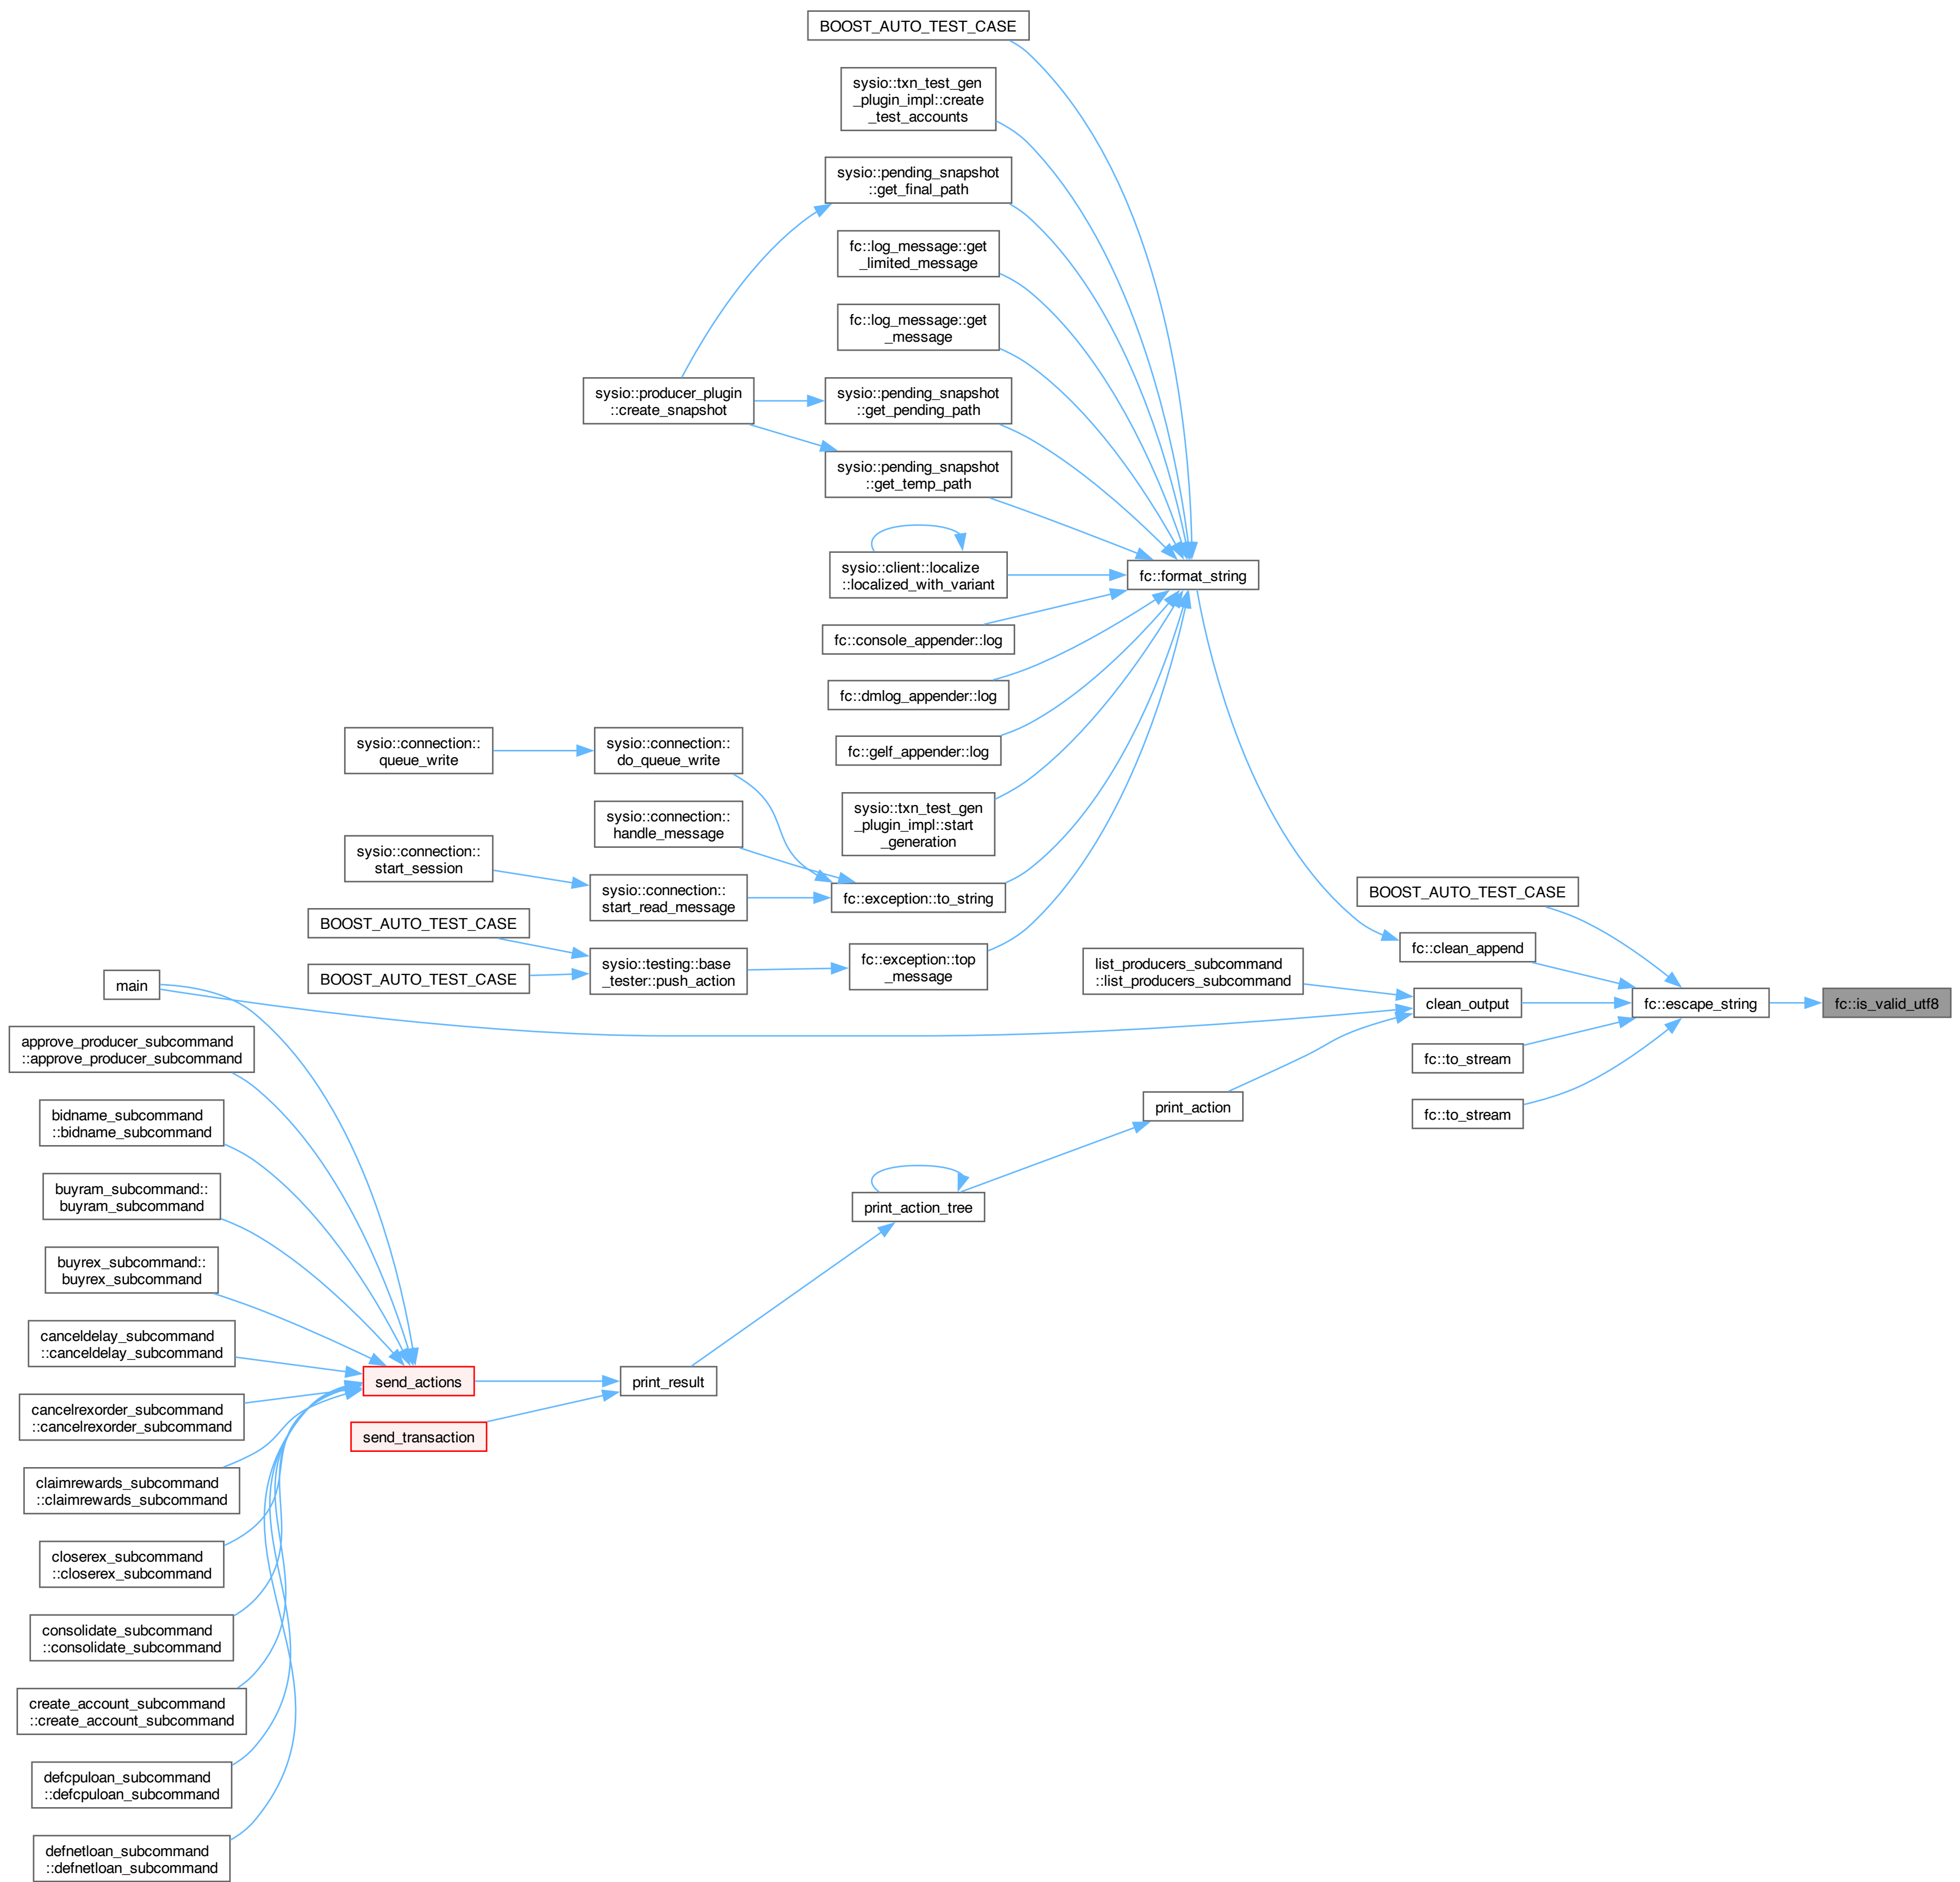 BOOST_AUTO_TEST_CASE
sysio::txn_test_gen
_plugin_impl::create
_test_accounts
sysio::pending_snapshot
::get_final_path
fc::log_message::get
_limited_message
fc::log_message::get
_message
sysio::producer_plugin
::create_snapshot
sysio::pending_snapshot
::get_pending_path
sysio::pending_snapshot
::get_temp_path
sysio::client::localize
::localized_with_variant
fc::format_string
fc::console_appender::log
fc::dmlog_appender::log
fc::gelf_appender::log
sysio::connection::
queue_write
sysio::connection::
do_queue_write
sysio::txn_test_gen
_plugin_impl::start
_generation
sysio::connection::
handle_message
sysio::connection::
start_session
sysio::connection::
start_read_message
fc::exception::to_string
BOOST_AUTO_TEST_CASE
BOOST_AUTO_TEST_CASE
BOOST_AUTO_TEST_CASE
sysio::testing::base
_tester::push_action
fc::exception::top
_message
fc::clean_append
list_producers_subcommand
::list_producers_subcommand
main
clean_output
fc::escape_string
fc::is_valid_utf8
fc::to_stream
fc::to_stream
approve_producer_subcommand
::approve_producer_subcommand
print_action
bidname_subcommand
::bidname_subcommand
buyram_subcommand::
buyram_subcommand
print_action_tree
buyrex_subcommand::
buyrex_subcommand
canceldelay_subcommand
::canceldelay_subcommand
send_actions
print_result
cancelrexorder_subcommand
::cancelrexorder_subcommand
send_transaction
claimrewards_subcommand
::claimrewards_subcommand
closerex_subcommand
::closerex_subcommand
consolidate_subcommand
::consolidate_subcommand
create_account_subcommand
::create_account_subcommand
defcpuloan_subcommand
::defcpuloan_subcommand
defnetloan_subcommand
::defnetloan_subcommand